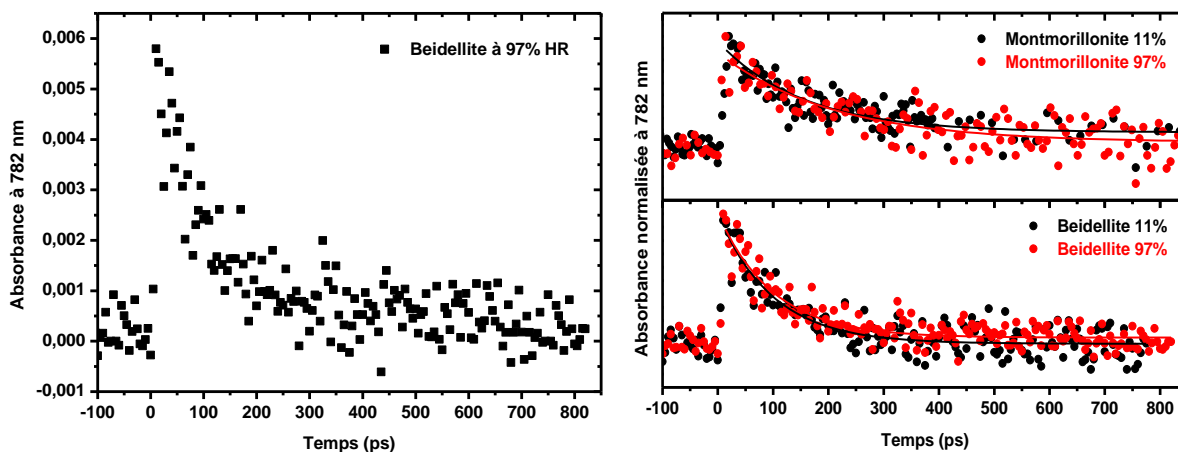 Absorbance à 782 nm
0,006
0,005
0,004
0,003
0,002
0,001
0,000
-0,001
Beidellite à 97% HR
-100 0 100 200 300 400 500 600 700 800
Temps (ps)
Absorbance normalisée à 782 nm
Montmorillonite 11%
Montmorillonite 97%
Beidellite 11%
Beidellite 97%
-100 0 100 200 300 400 500 600 700 800
Temps (ps)